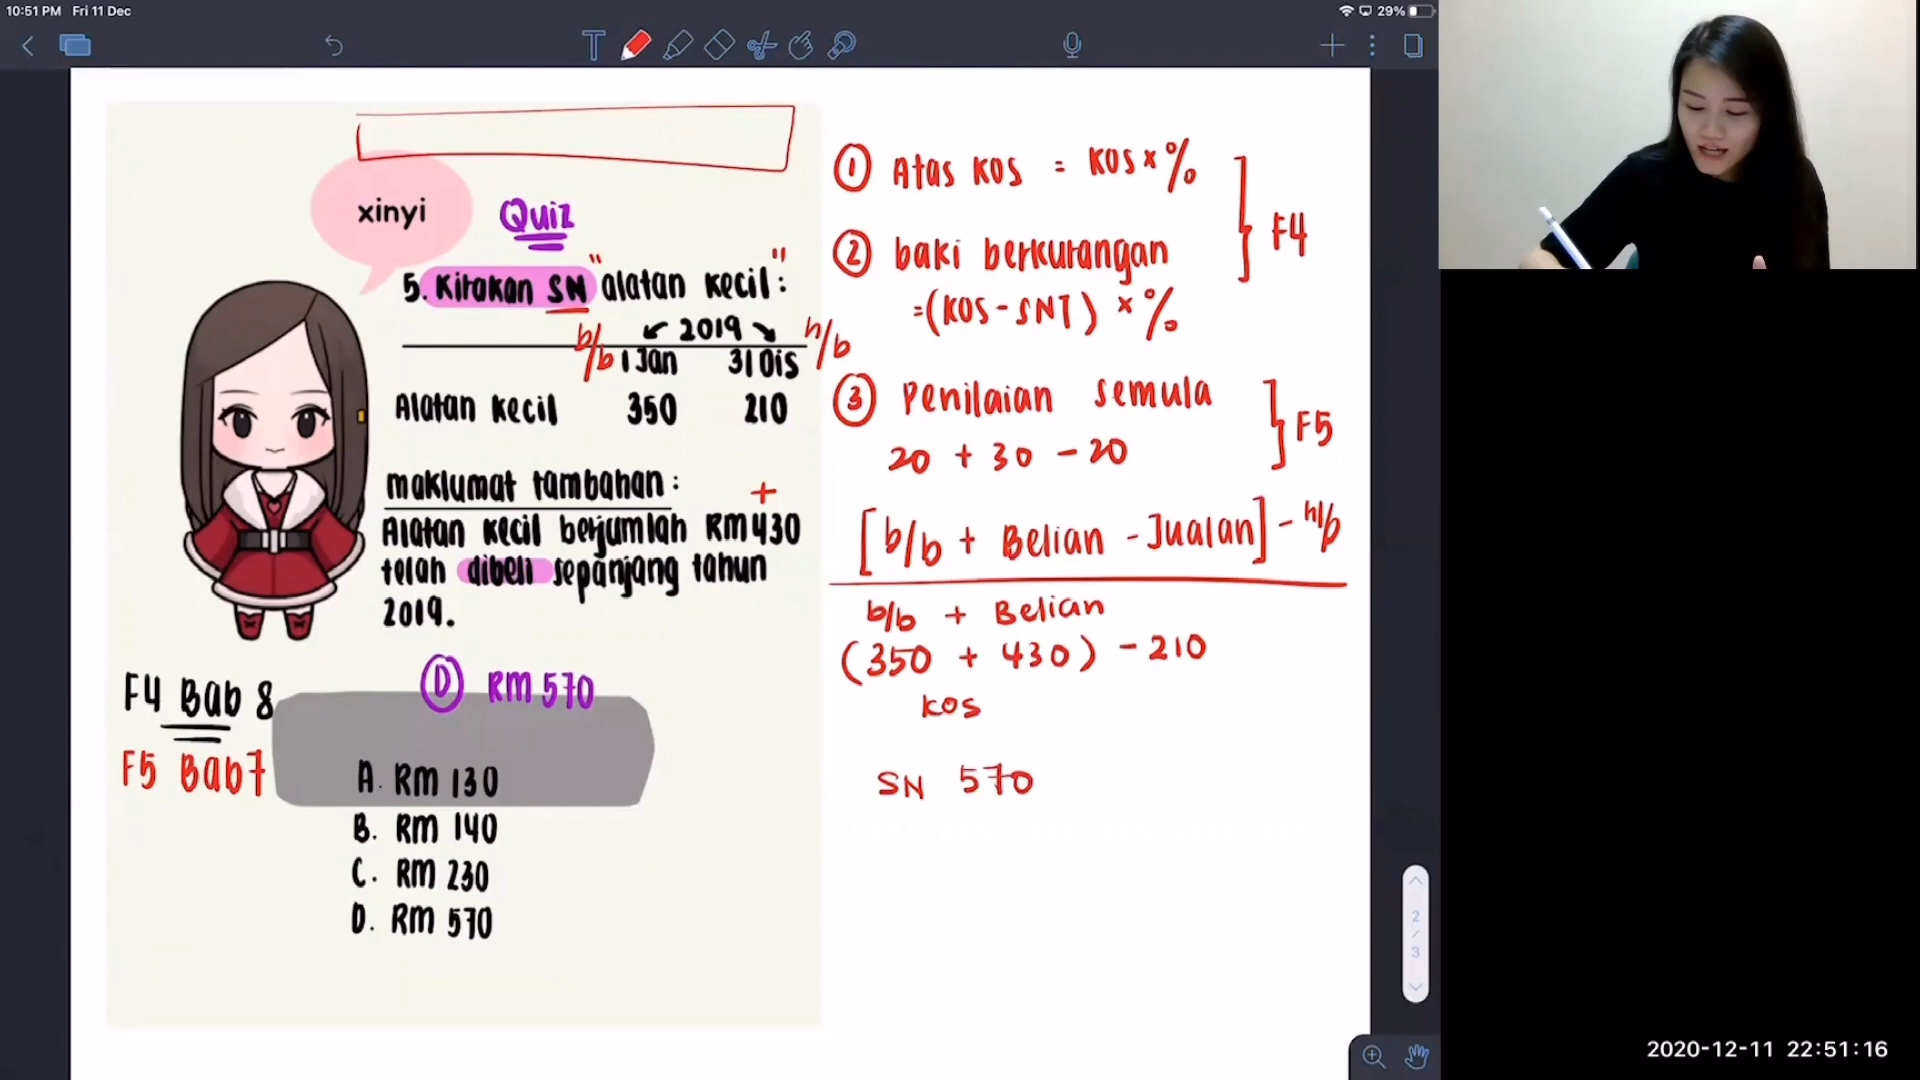 10:51 PM Fri 11 Dec
29%
xinyi
Quiz
5. Kirakan SN "alatan kecil":
2019
b/b 1 Jan 31 Dis h/b
Alatan kecil 350 210
maklumat tambahan:
+
Alatan kecil berjumlah RM430
telah dibeli sepanjang tahun
2019.
F4 Bab 8
F5 Bab7
D RM 570
A. RM 130
B. RM 140
C. RM 230
D. RM 570
1 Atas kos = kos x %
2 baki berkurangan
=(kos - SNT) x %
F4
3 Penilaian semula
20 + 30 - 20
F5
[b/b + Belian - Jualan] - h/b
b/b + Belian
(350 + 430) - 210
kos
SN 570
2
/
3
2020-12-11 22:51:16